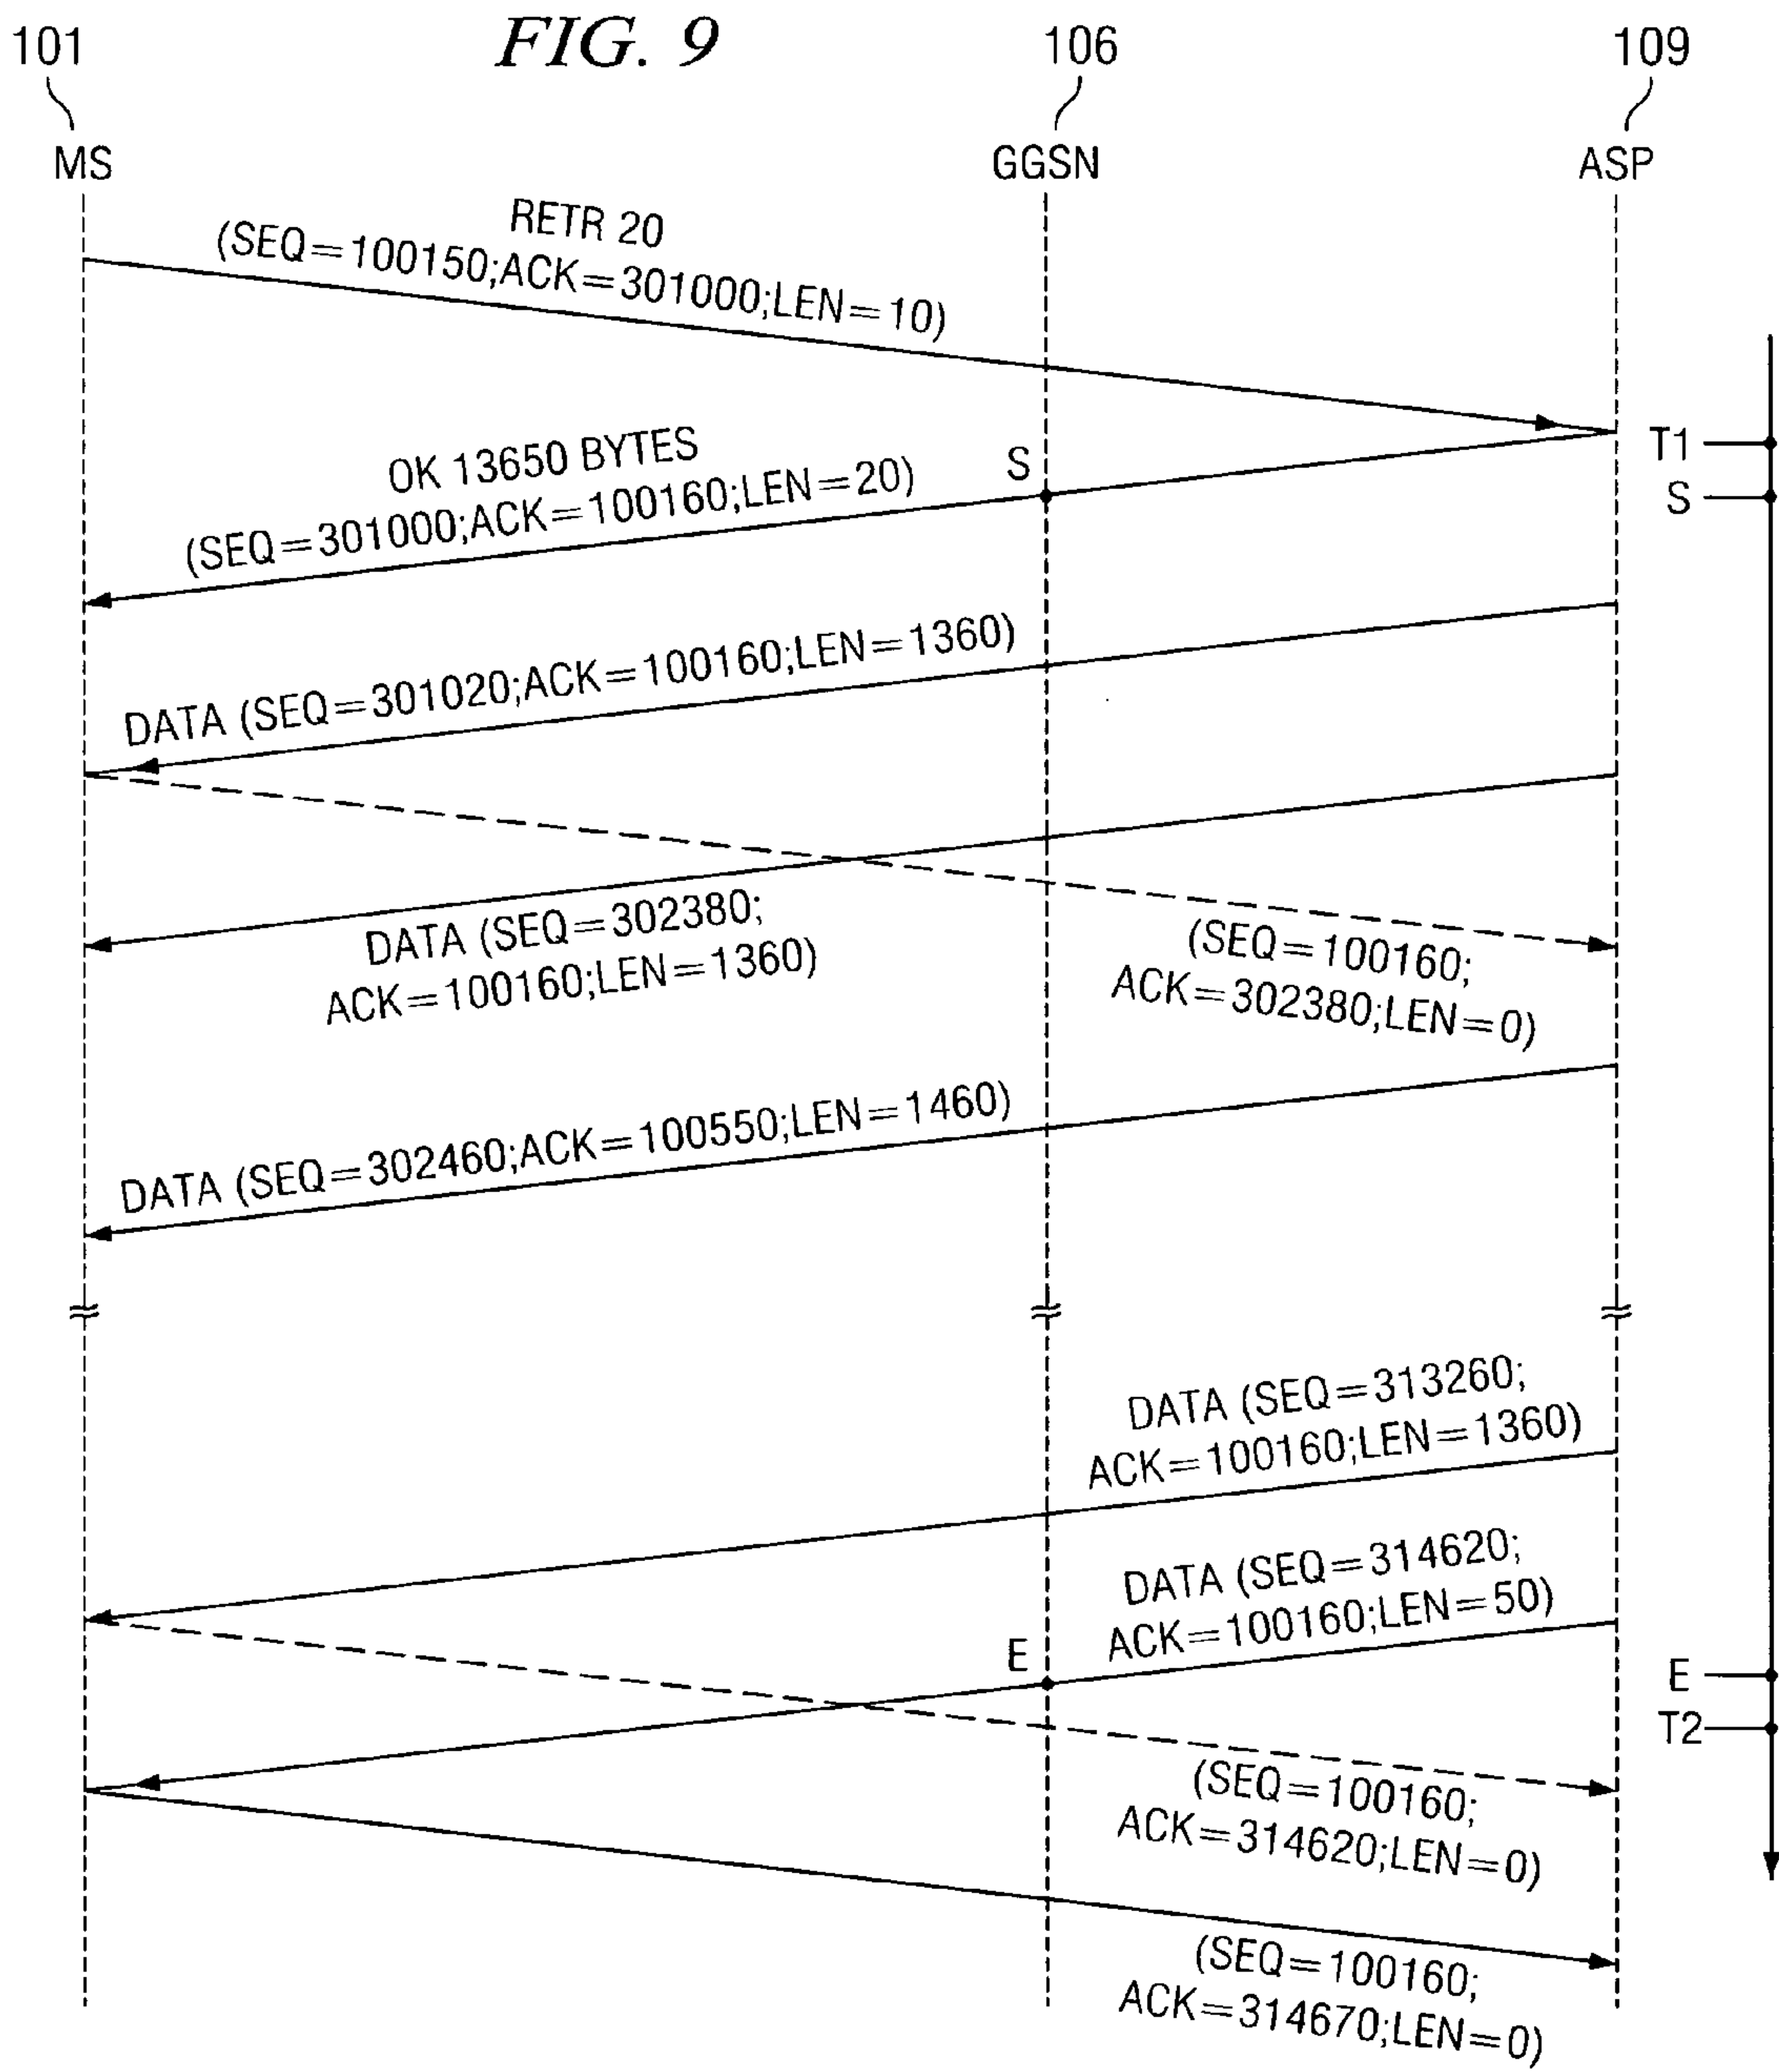 FIG. 9
101
106
109
MS
GGSN
ASP
RETR 20
(SEQ=100150;ACK=301000;LEN=10)
T1
OK 13650 BYTES
(SEQ=301000;ACK=100160;LEN=20)
S
S
DATA (SEQ=301020;ACK=100160;LEN=1360)
DATA (SEQ=302380;
ACK=100160;LEN=1360)
(SEQ=100160;
ACK=302380;LEN=0)
DATA (SEQ=302460;ACK=100550;LEN=1460)
DATA (SEQ=313260;
ACK=100160;LEN=1360)
DATA (SEQ=314620;
ACK=100160;LEN=50)
E
E
T2
(SEQ=100160;
ACK=314620;LEN=0)
(SEQ=100160;
ACK=314670;LEN=0)